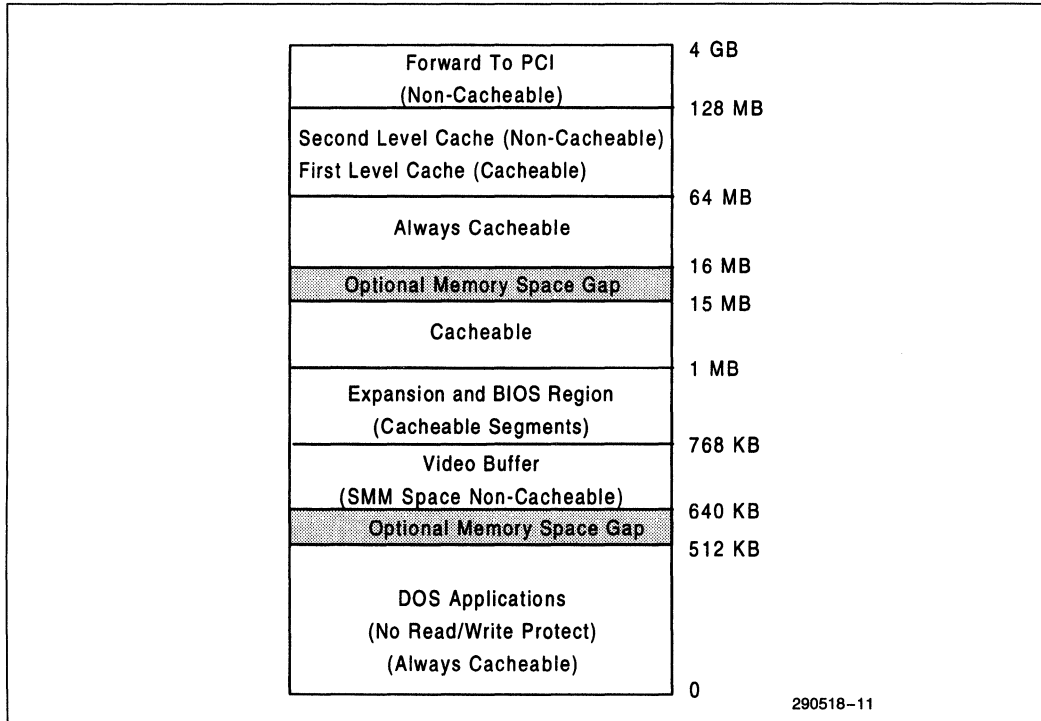 4 GB
Forward To PCI
(Non-Cacheable)
128 MB
Second Level Cache (Non-Cacheable)
First Level Cache (Cacheable)
64 MB
Always Cacheable
16 MB
Optional Memory Space Gap
15 MB
Cacheable
1 MB
Expansion and BIOS Region
(Cacheable Segments)
768 KB
Video Buffer
(SMM Space Non-Cacheable)
640 KB
Optional Memory Space Gap
512 KB
DOS Applications
(No Read/Write Protect)
(Always Cacheable)
0
290518–11